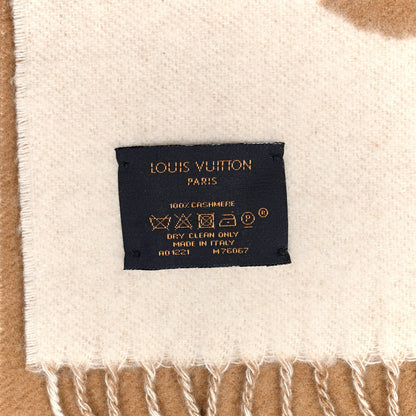 LOUIS VUITTON
PARIS
100% CASHMERE
P ®
DRY CLEAN ONLY
MADE IN ITALY
AD1221 M76067